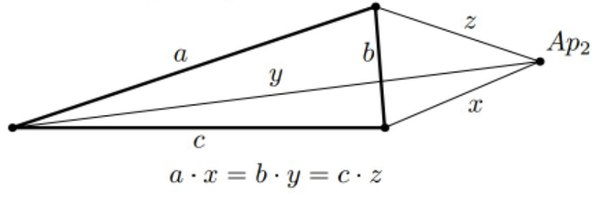 z
Ap₂
a
b
y
x
c
a · x = b · y = c · z